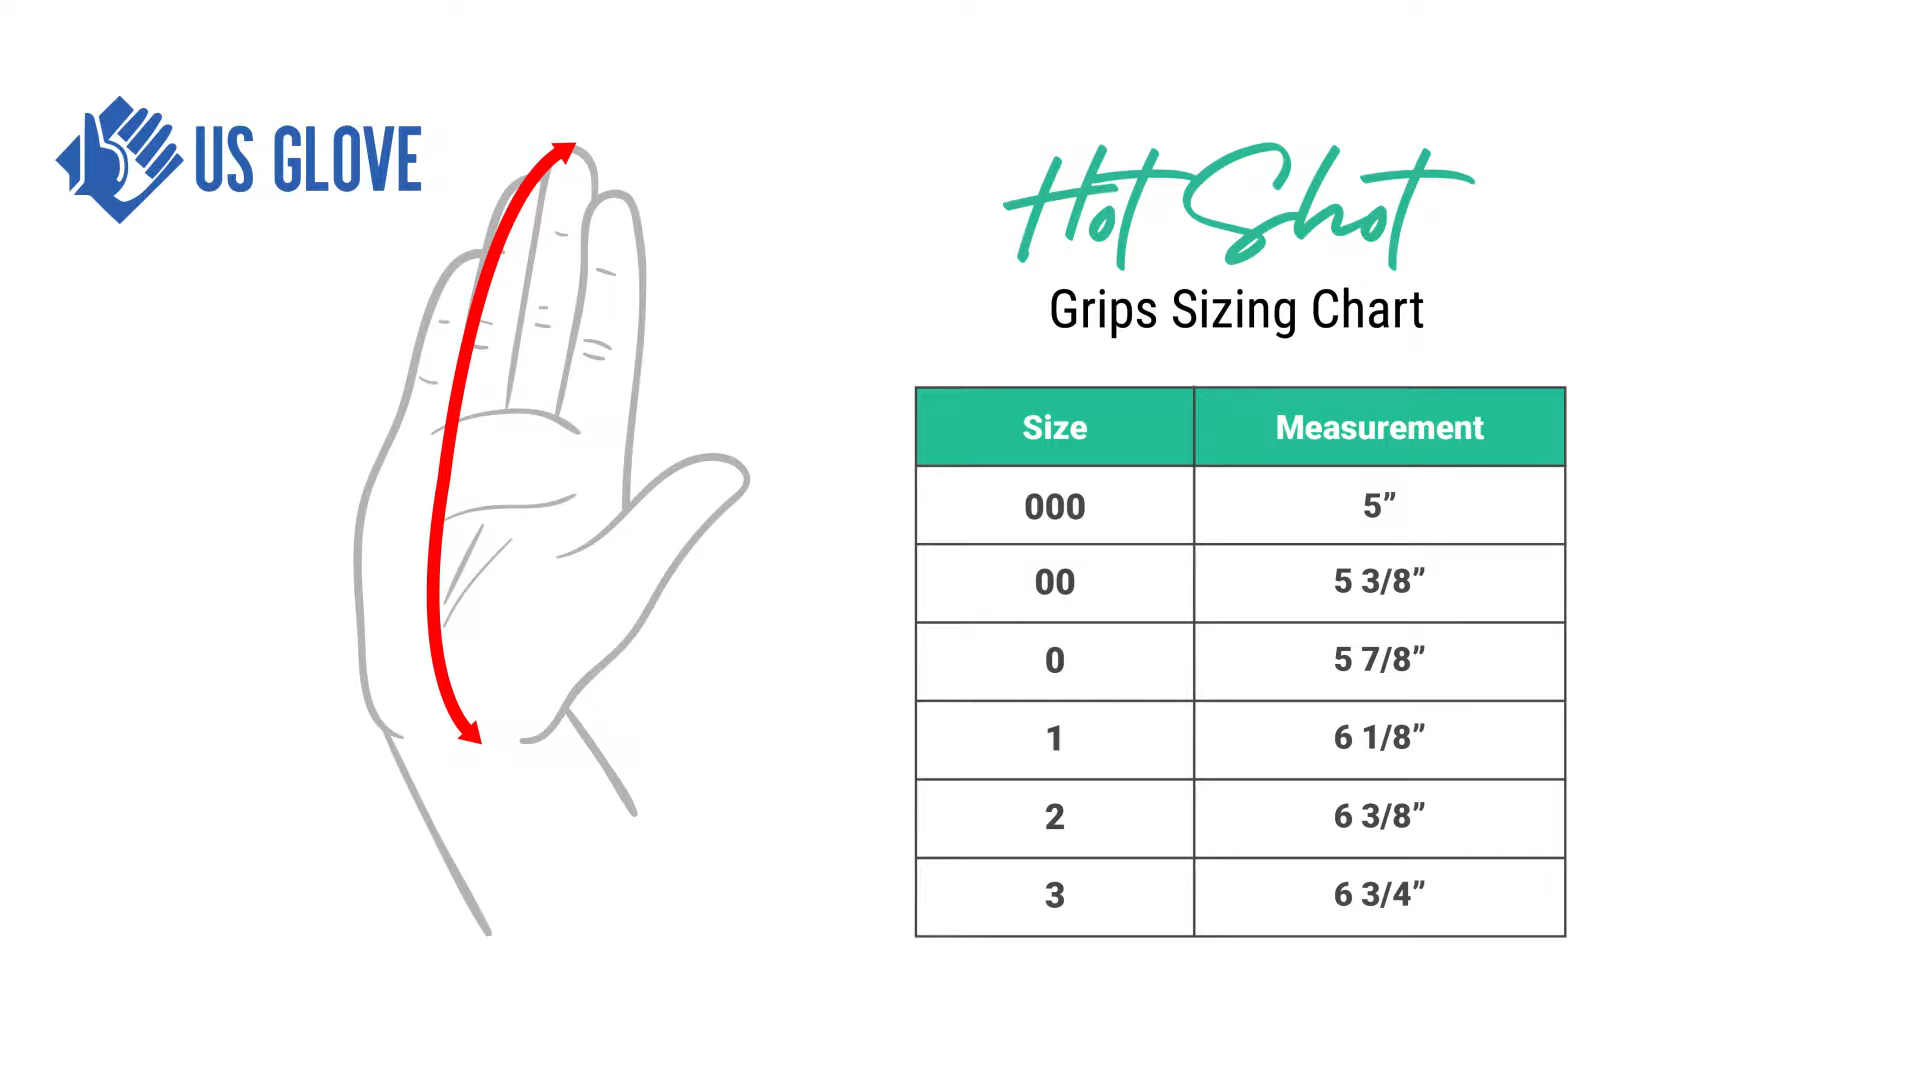 US GLOVE
Hot Shot
Grips Sizing Chart
Size Measurement
000 5”
00 5 3/8”
0 5 7/8”
1 6 1/8”
2 6 3/8”
3 6 3/4”